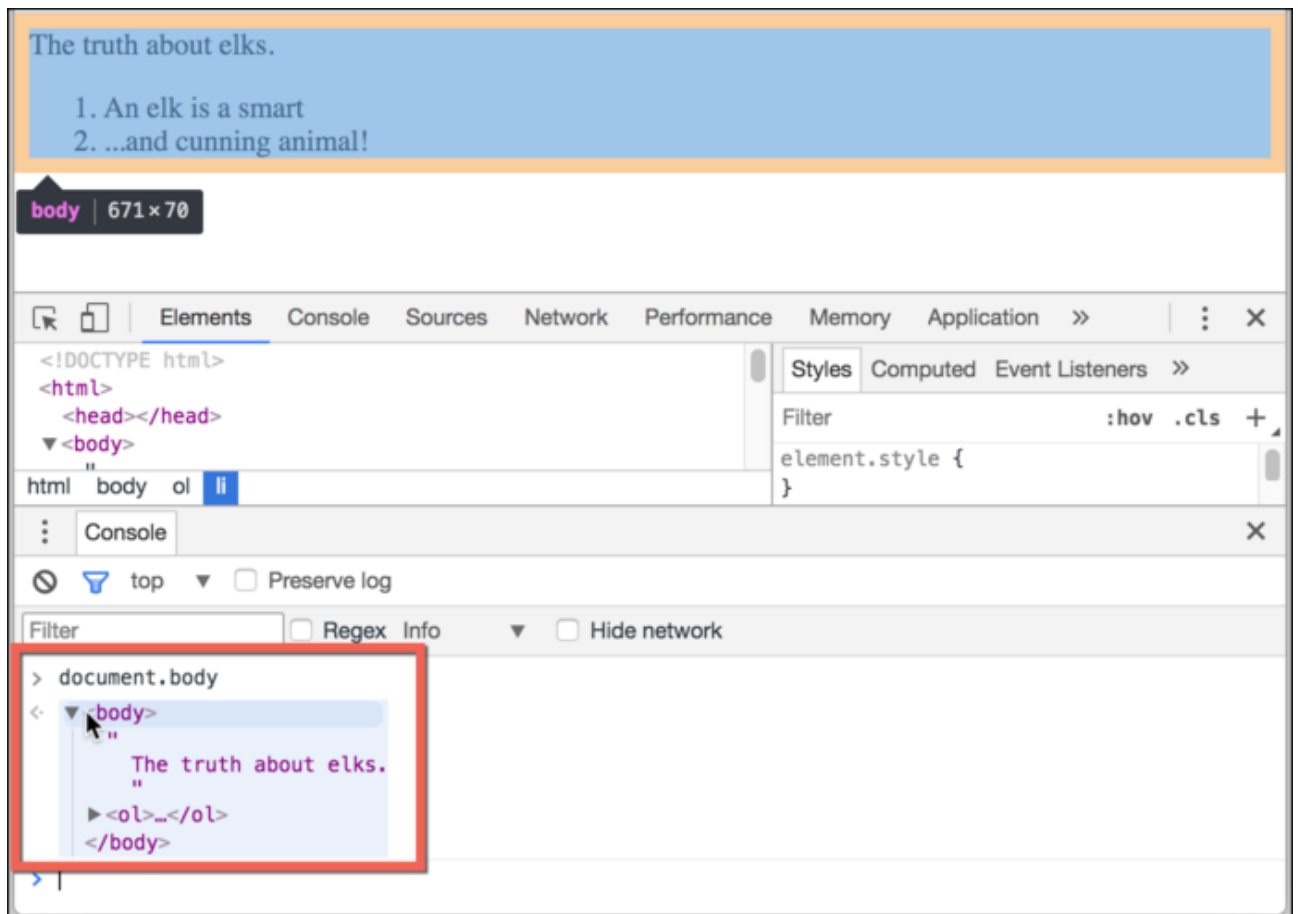 The truth about elks.
1. An elk is a smart
2. ...and cunning animal!
body | 671×70
Elements Console Sources Network Performance Memory Application »
<!DOCTYPE html>
<html>
<head></head>
▼<body>
"
html body ol li
Styles Computed Event Listeners »
Filter :hov .cls +
element.style {
}
Console
top ▼ Preserve log
Filter Regex Info ▼ Hide network
> document.body
<· ▼<body>
"
The truth about elks.
"
▶<ol>…</ol>
</body>
>